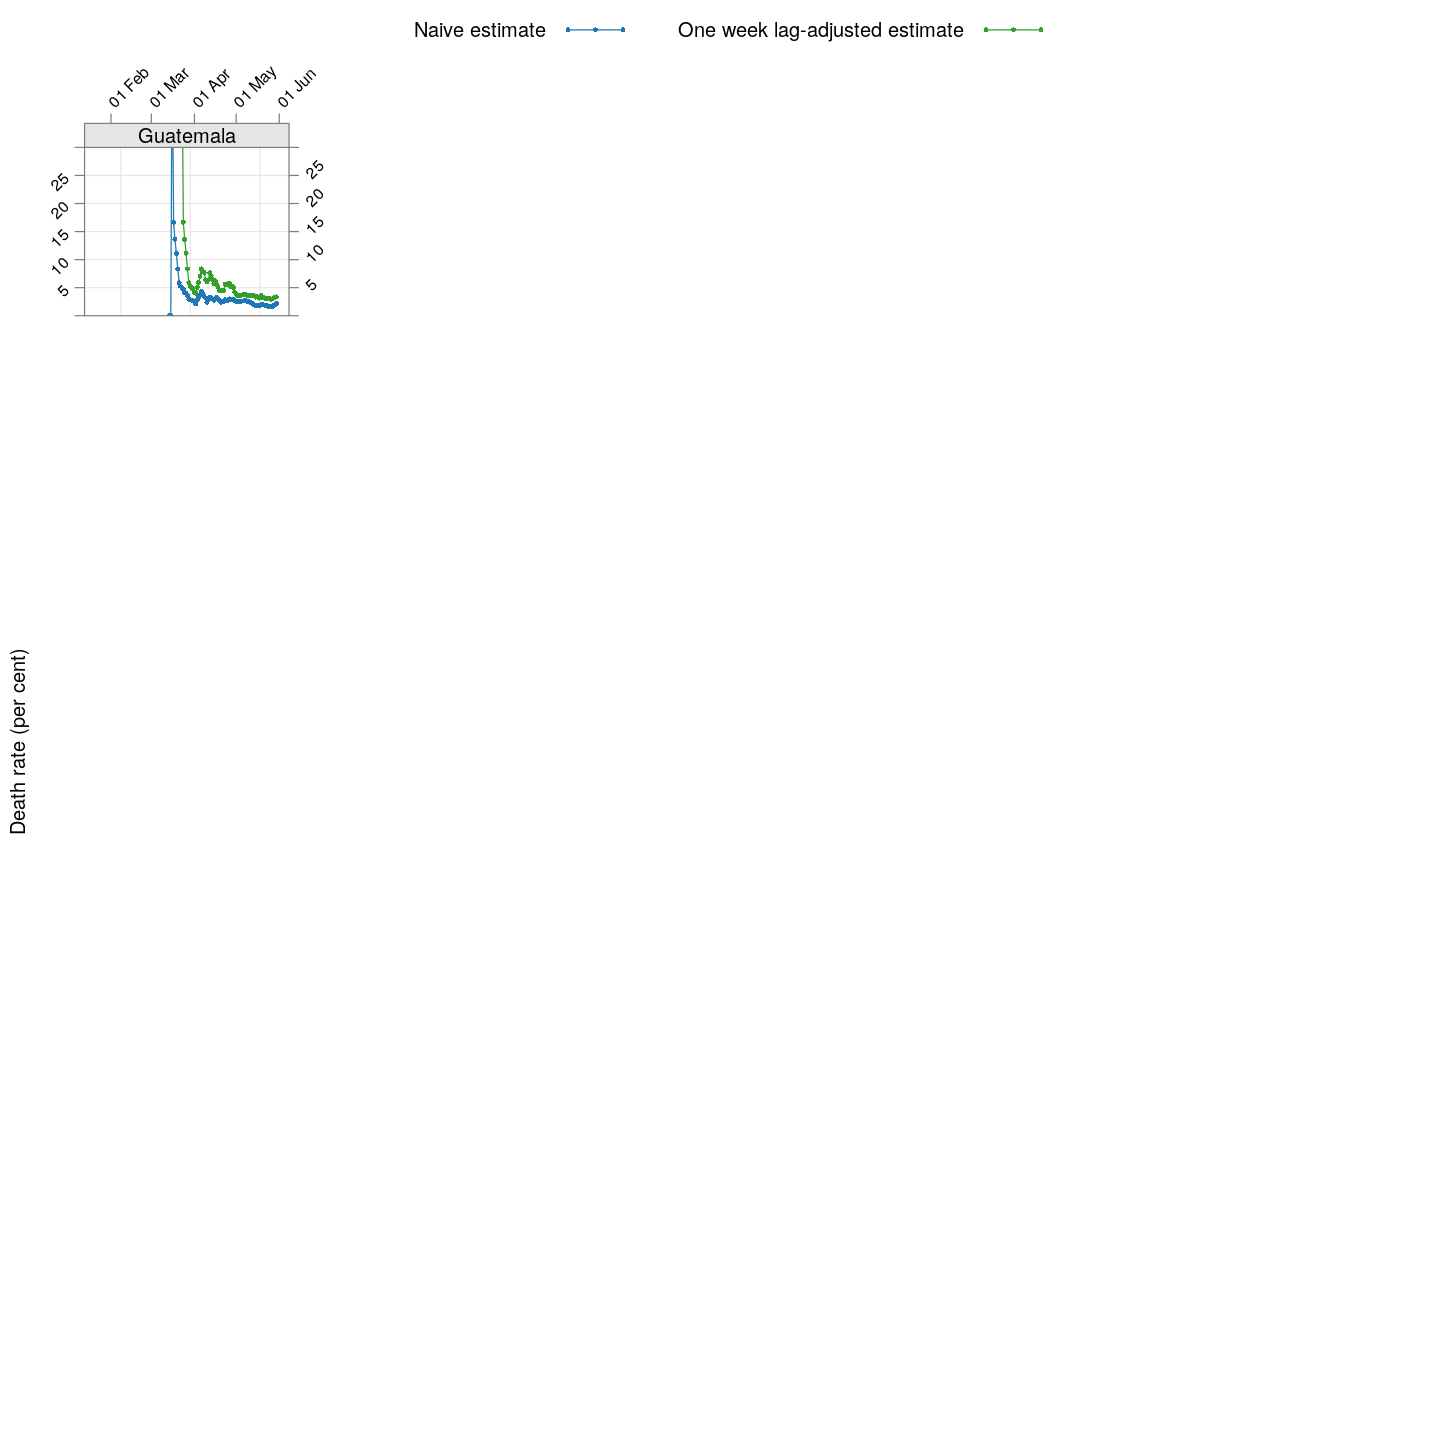 Naive estimate
One week lag-adjusted estimate
01 Feb
01 Mar
01 Apr
01 May
01 Jun
Guatemala
25
20
15
10
5
25
20
15
10
5
Death rate (per cent)